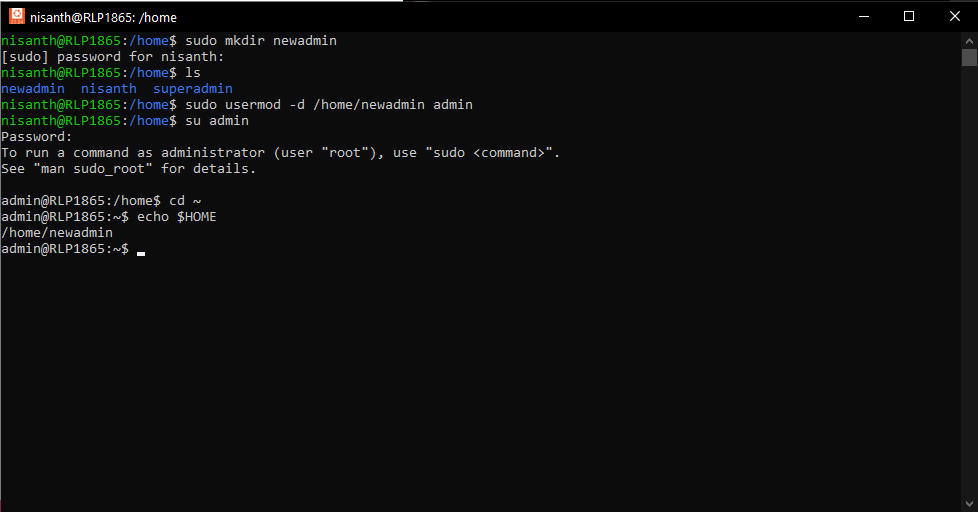 nisanth@RLP1865: /home
nisanth@RLP1865:/home$ sudo mkdir newadmin
[sudo] password for nisanth:
nisanth@RLP1865:/home$ ls
newadmin  nisanth  superadmin
nisanth@RLP1865:/home$ sudo usermod -d /home/newadmin admin
nisanth@RLP1865:/home$ su admin
Password:
To run a command as administrator (user "root"), use "sudo <command>".
See "man sudo_root" for details.
admin@RLP1865:/home$ cd ~
admin@RLP1865:~$ echo $HOME
/home/newadmin
admin@RLP1865:~$